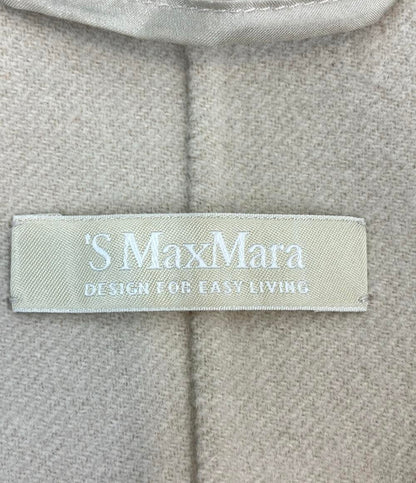 'S MaxMara
DESIGN FOR EASY LIVING